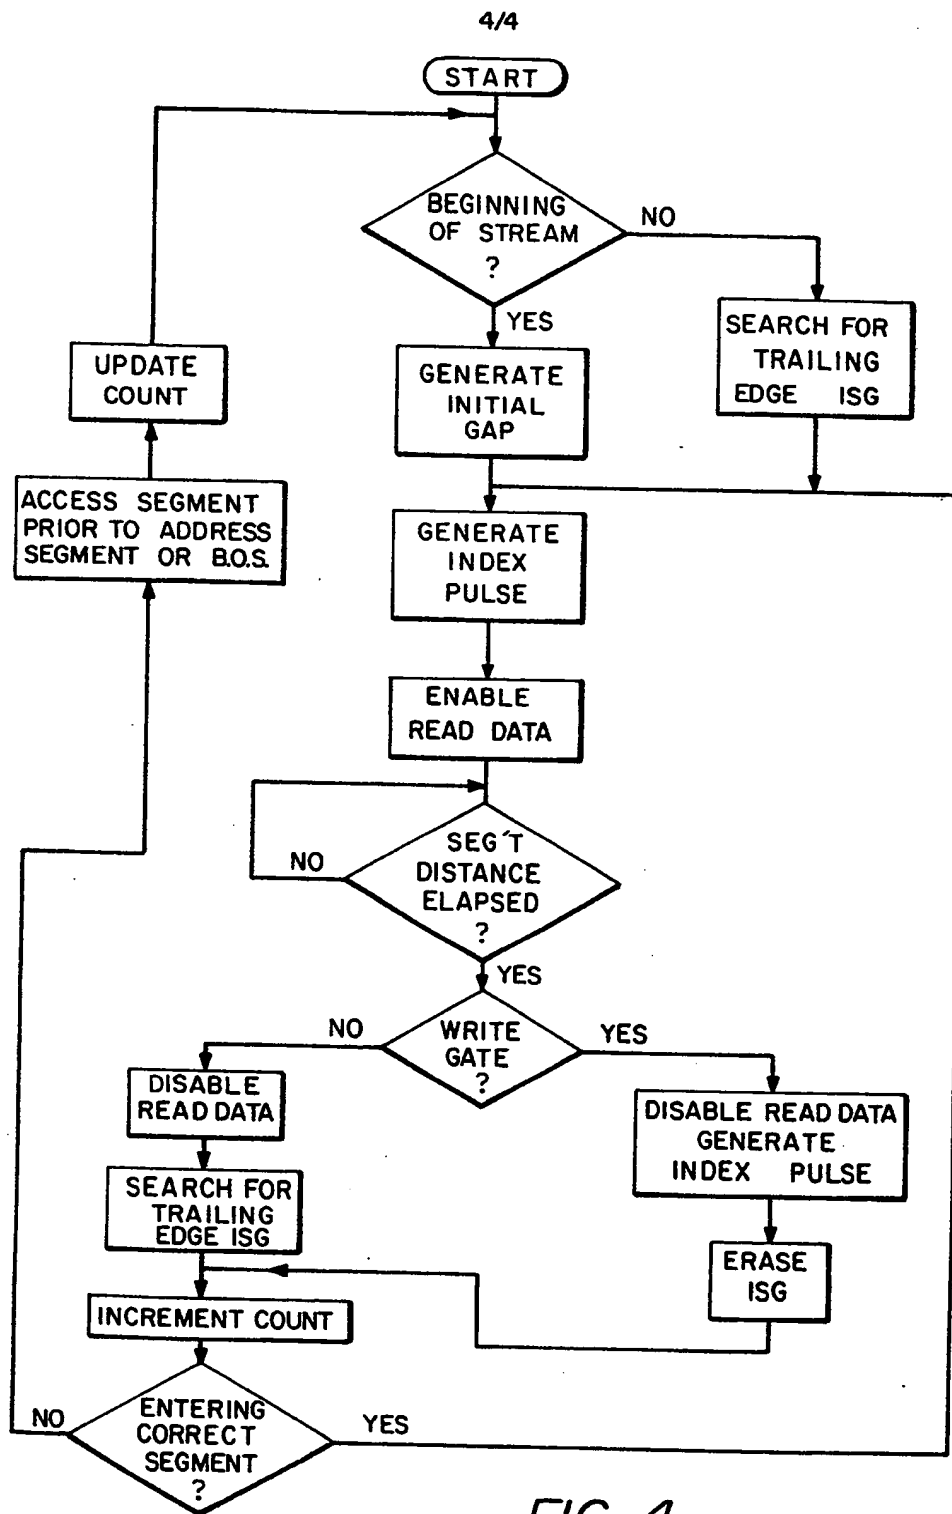 4/4
START
BEGINNING
OF STREAM
?
NO
YES
SEARCH FOR
TRAILING
EDGE ISG
UPDATE
COUNT
GENERATE
INITIAL
GAP
ACCESS SEGMENT
PRIOR TO ADDRESS
SEGMENT OR B.O.S.
GENERATE
INDEX
PULSE
ENABLE
READ DATA
SEG'T
DISTANCE
ELAPSED
?
NO
YES
WRITE
GATE
?
NO
YES
DISABLE
READ DATA
DISABLE READ DATA
GENERATE
INDEX PULSE
SEARCH FOR
TRAILING
EDGE ISG
ERASE
ISG
INCREMENT COUNT
ENTERING
CORRECT
SEGMENT
?
NO
YES
FIG. 4